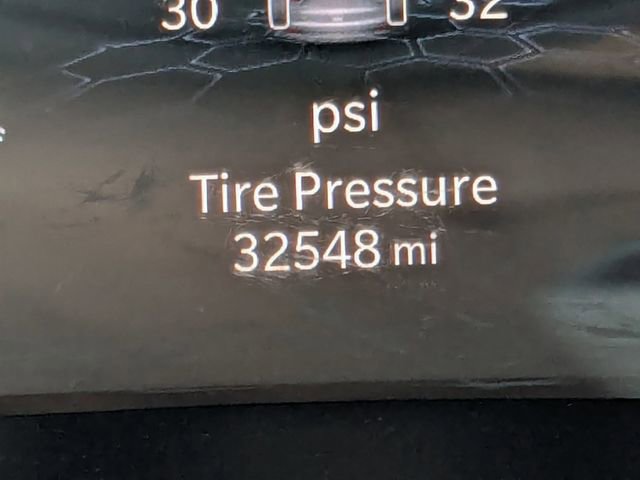 30 32
psi
Tire Pressure
32548 mi